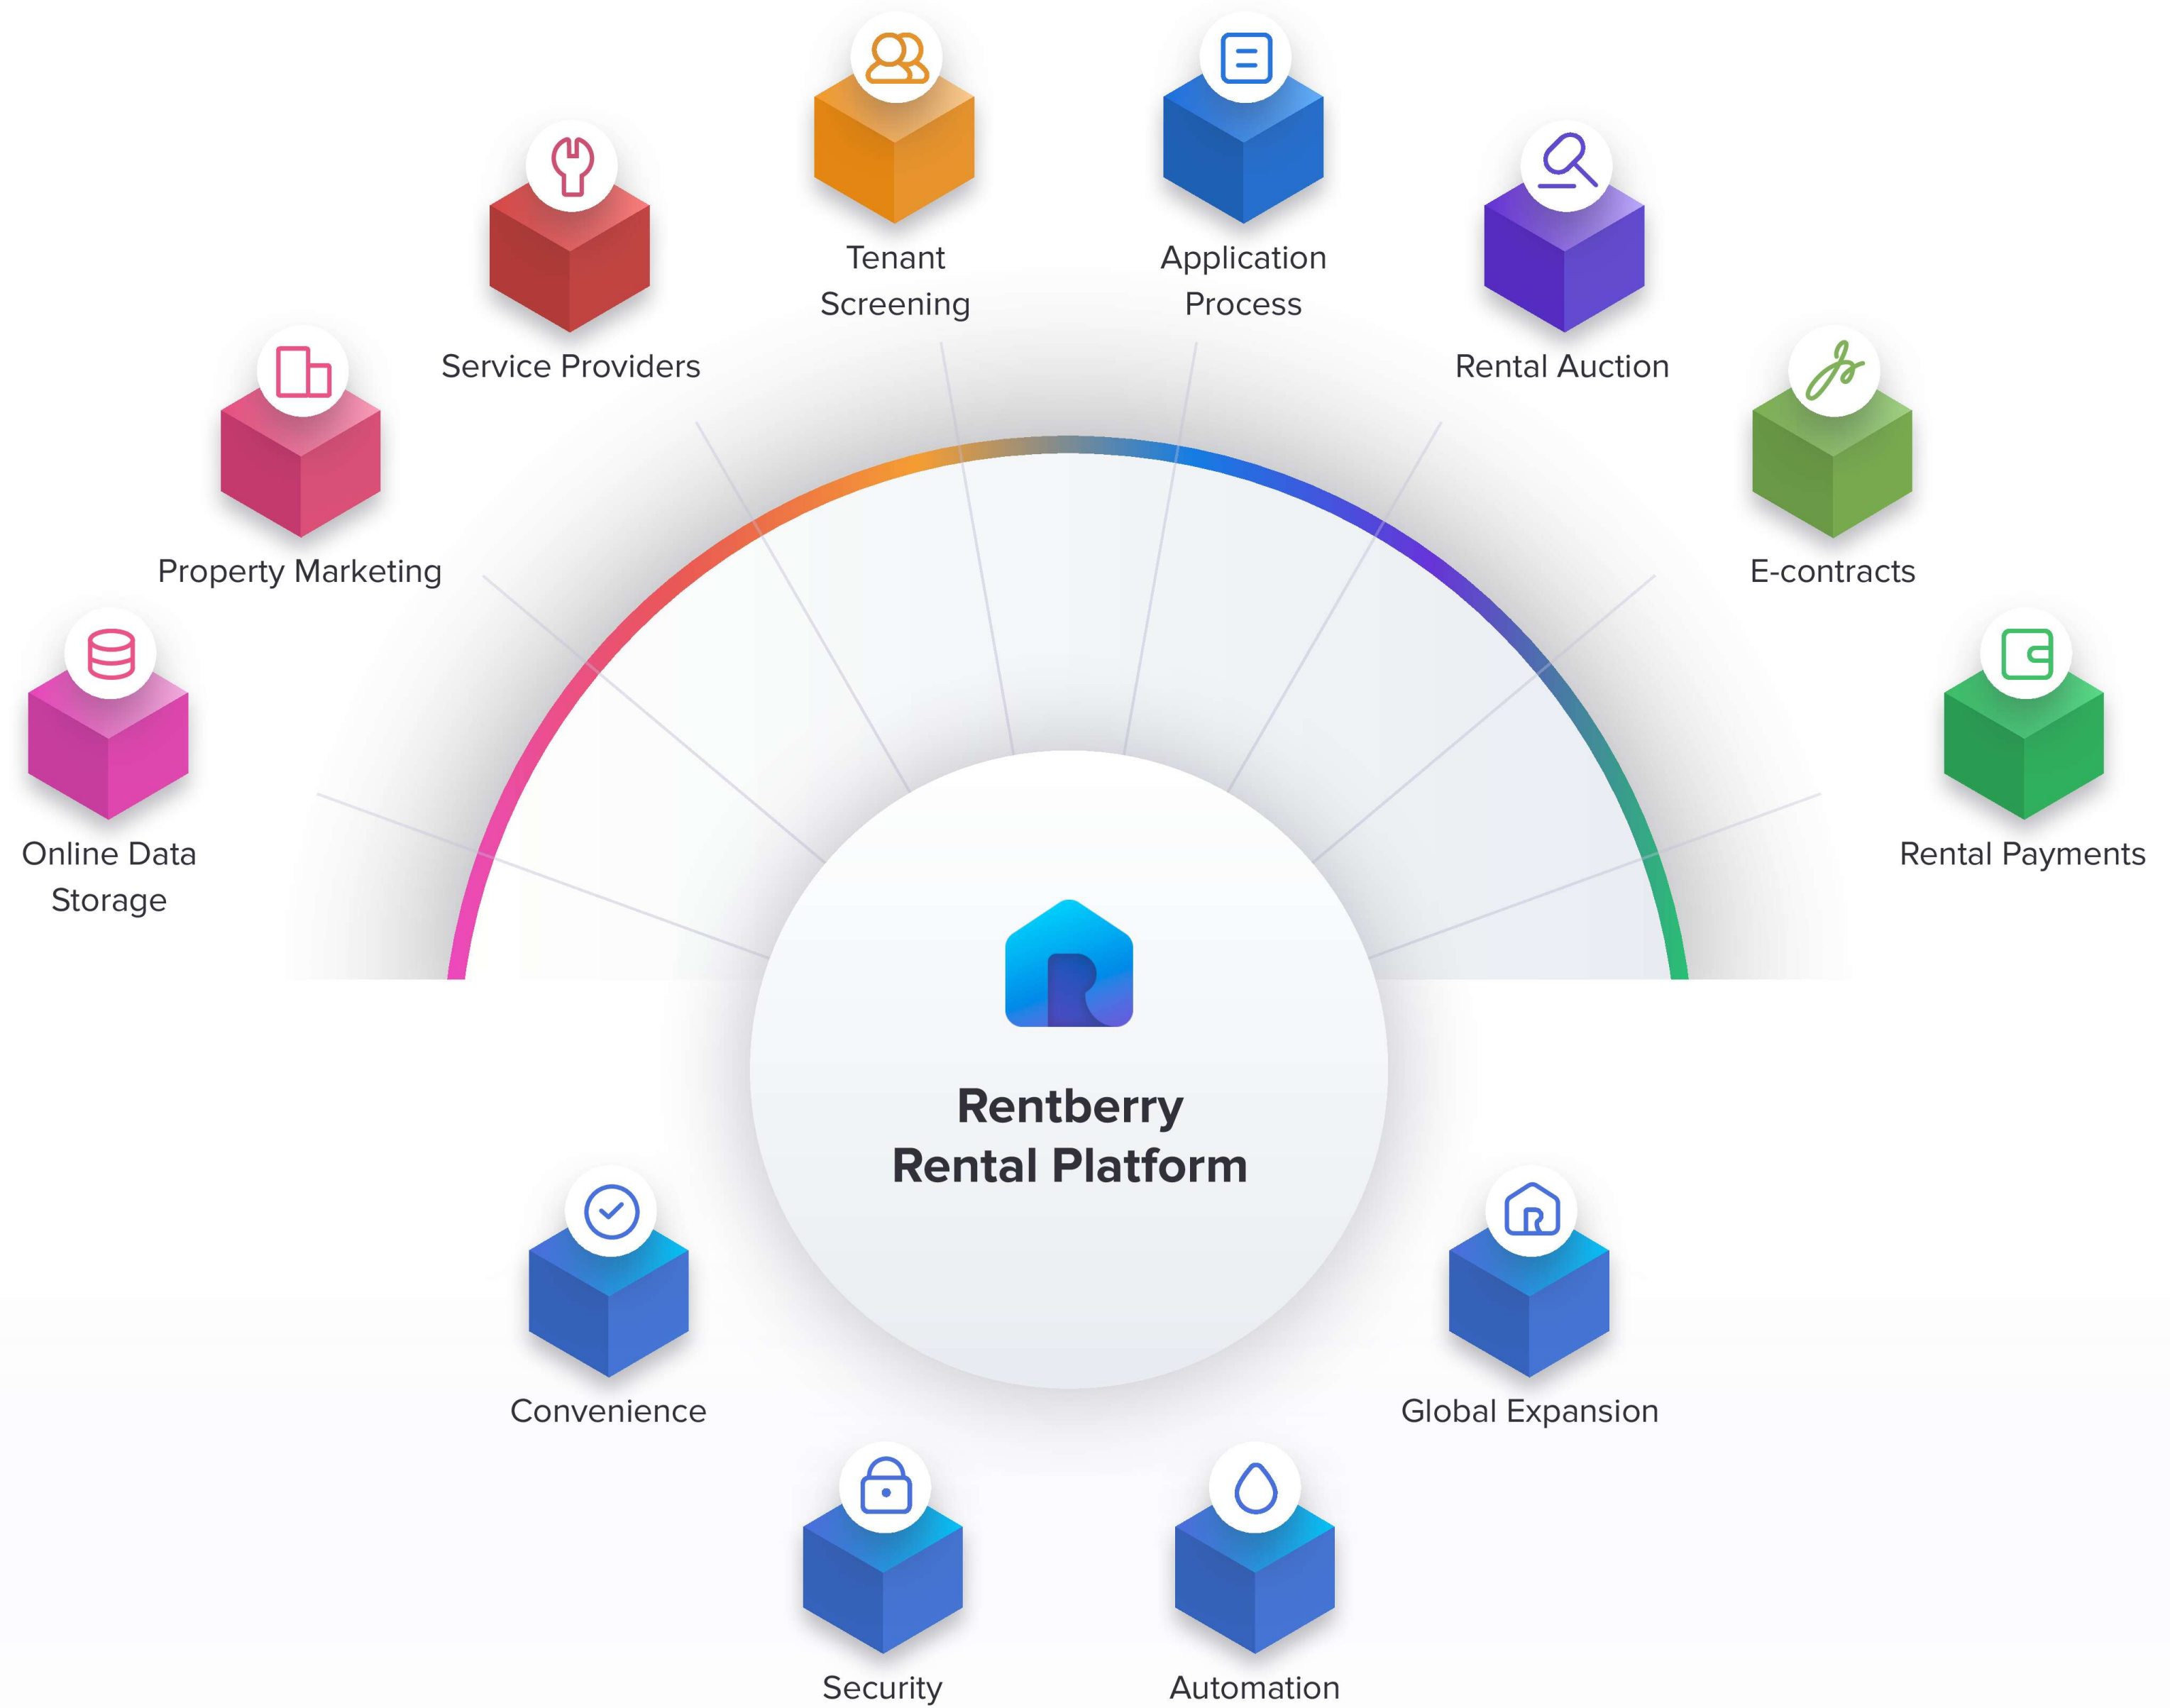 Tenant
Screening
Application
Process
Service Providers
Rental Auction
Property Marketing
E-contracts
Online Data
Storage
Rental Payments
Rentberry
Rental Platform
Convenience
Global Expansion
Security
Automation